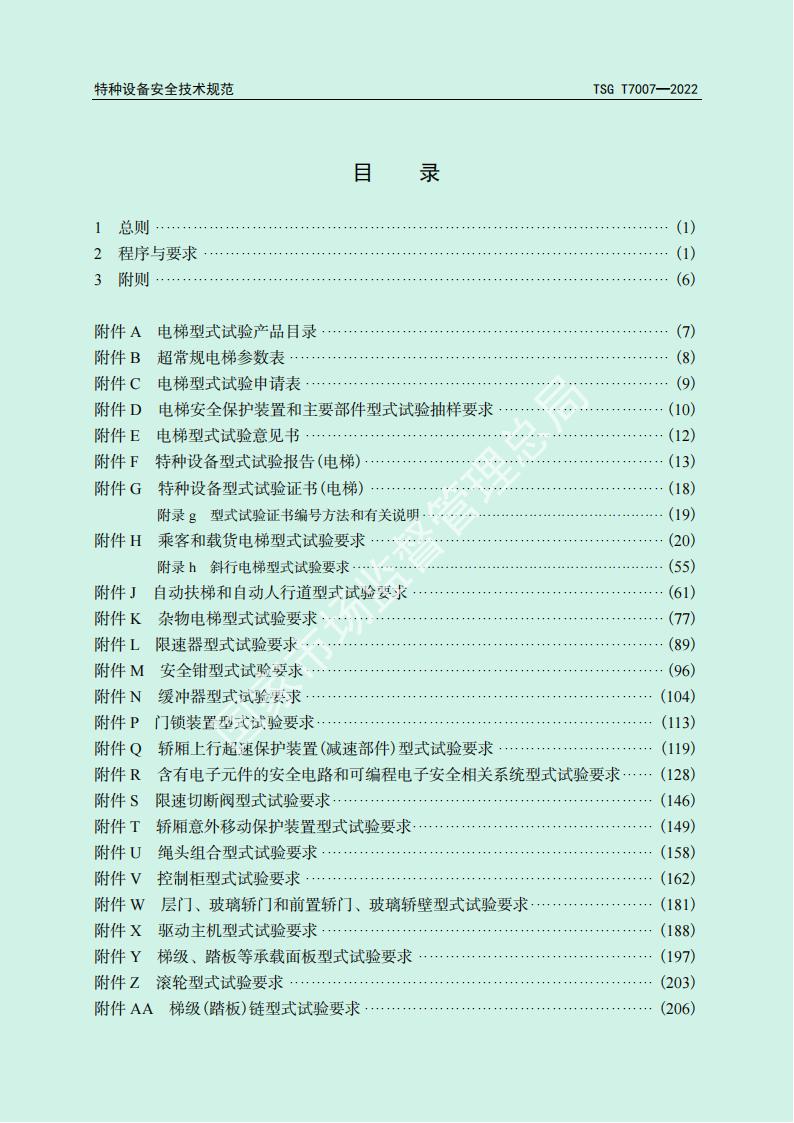 特种设备安全技术规范 TSG T7007—2022
目 录
1 总则 ……………………………………………… (1)
2 程序与要求 ……………………………………………… (1)
3 附则 ……………………………………………… (6)
附件 A 电梯型式试验产品目录 ……………………………………………… (7)
附件 B 超常规电梯参数表 ……………………………………………… (8)
附件 C 电梯型式试验申请表 ……………………………………………… (9)
附件 D 电梯安全保护装置和主要部件型式试验抽样要求 ……………………………… (10)
附件 E 电梯型式试验意见书 ……………………………………………… (12)
附件 F 特种设备型式试验报告(电梯) ……………………………………… (13)
附件 G 特种设备型式试验证书(电梯) ……………………………………… (18)
附录 g 型式试验证书编号方法和有关说明 ……………………………… (19)
附件 H 乘客和载货电梯型式试验要求 ……………………………………… (20)
附录 h 斜行电梯型式试验要求 ……………………………………… (55)
附件 J 自动扶梯和自动人行道型式试验要求 ……………………………… (61)
附件 K 杂物电梯型式试验要求 ……………………………………… (77)
附件 L 限速器型式试验要求 ……………………………………… (89)
附件 M 安全钳型式试验要求 ……………………………………… (96)
附件 N 缓冲器型式试验要求 ……………………………………… (104)
附件 P 门锁装置型式试验要求 ……………………………………… (113)
附件 Q 轿厢上行超速保护装置(减速部件)型式试验要求 ……………………… (119)
附件 R 含有电子元件的安全电路和可编程电子安全相关系统型式试验要求 …… (128)
附件 S 限速切断阀型式试验要求 ……………………………………… (146)
附件 T 轿厢意外移动保护装置型式试验要求 ……………………………… (149)
附件 U 绳头组合型式试验要求 ……………………………………… (158)
附件 V 控制柜型式试验要求 ……………………………………… (162)
附件 W 层门、玻璃轿门和前置轿门、玻璃轿壁型式试验要求 ……………… (181)
附件 X 驱动主机型式试验要求 ……………………………………… (188)
附件 Y 梯级、踏板等承载面板型式试验要求 ……………………………… (197)
附件 Z 滚轮型式试验要求 ……………………………………… (203)
附件 AA 梯级(踏板)链型式试验要求 ……………………………………… (206)
国家市场监督管理总局